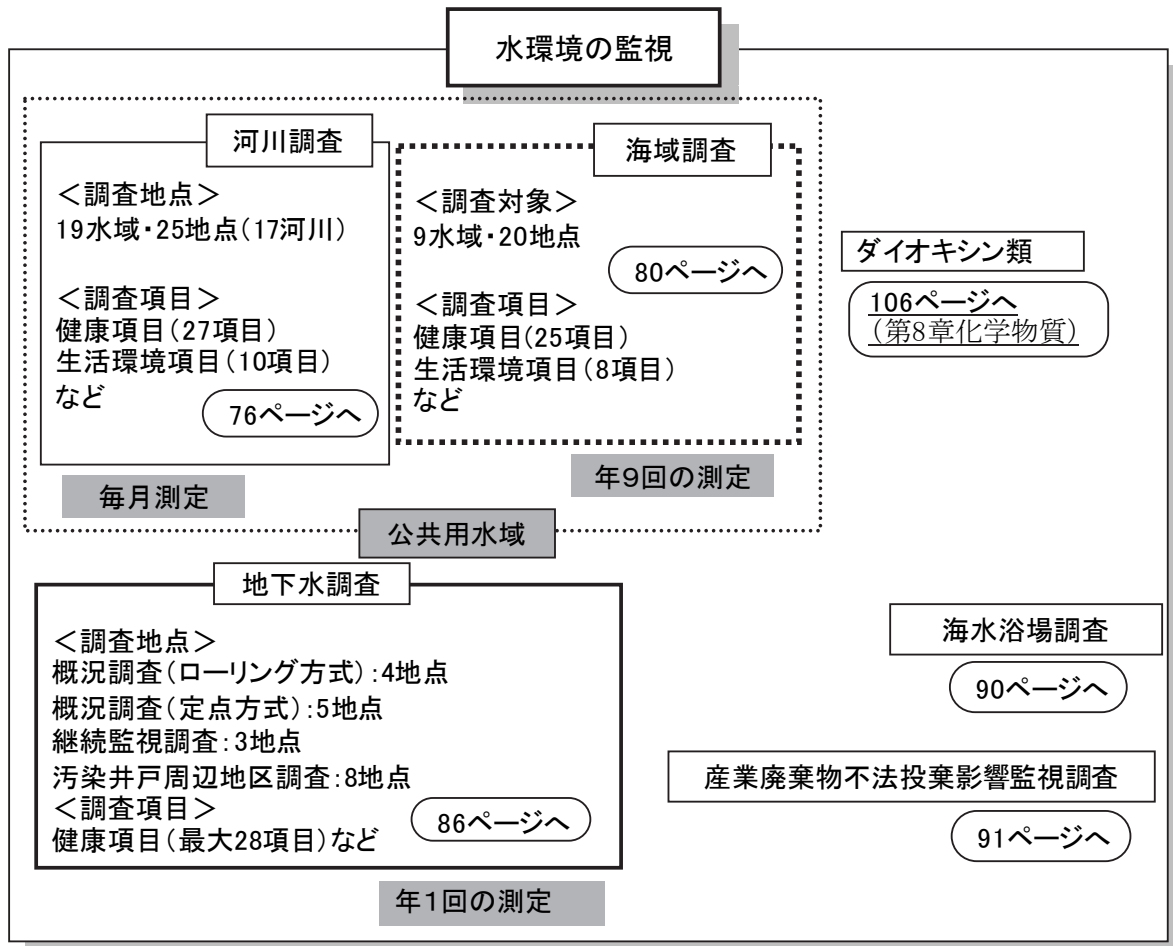 水環境の監視
河川調査
＜調査地点＞
19水域・25地点（17河川）
＜調査項目＞
健康項目（27項目）
生活環境項目（10項目）
など
76ページへ
毎月測定
海域調査
＜調査対象＞
9水域・20地点
80ページへ
＜調査項目＞
健康項目（25項目）
生活環境項目（8項目）
など
年９回の測定
公共用水域
ダイオキシン類
106ページへ
（第8章化学物質）
地下水調査
＜調査地点＞
概況調査（ローリング方式）：4地点
概況調査（定点方式）：5地点
継続監視調査：3地点
汚染井戸周辺地区調査：8地点
＜調査項目＞
健康項目（最大28項目）など
86ページへ
年１回の測定
海水浴場調査
90ページへ
産業廃棄物不法投棄影響監視調査
91ページへ